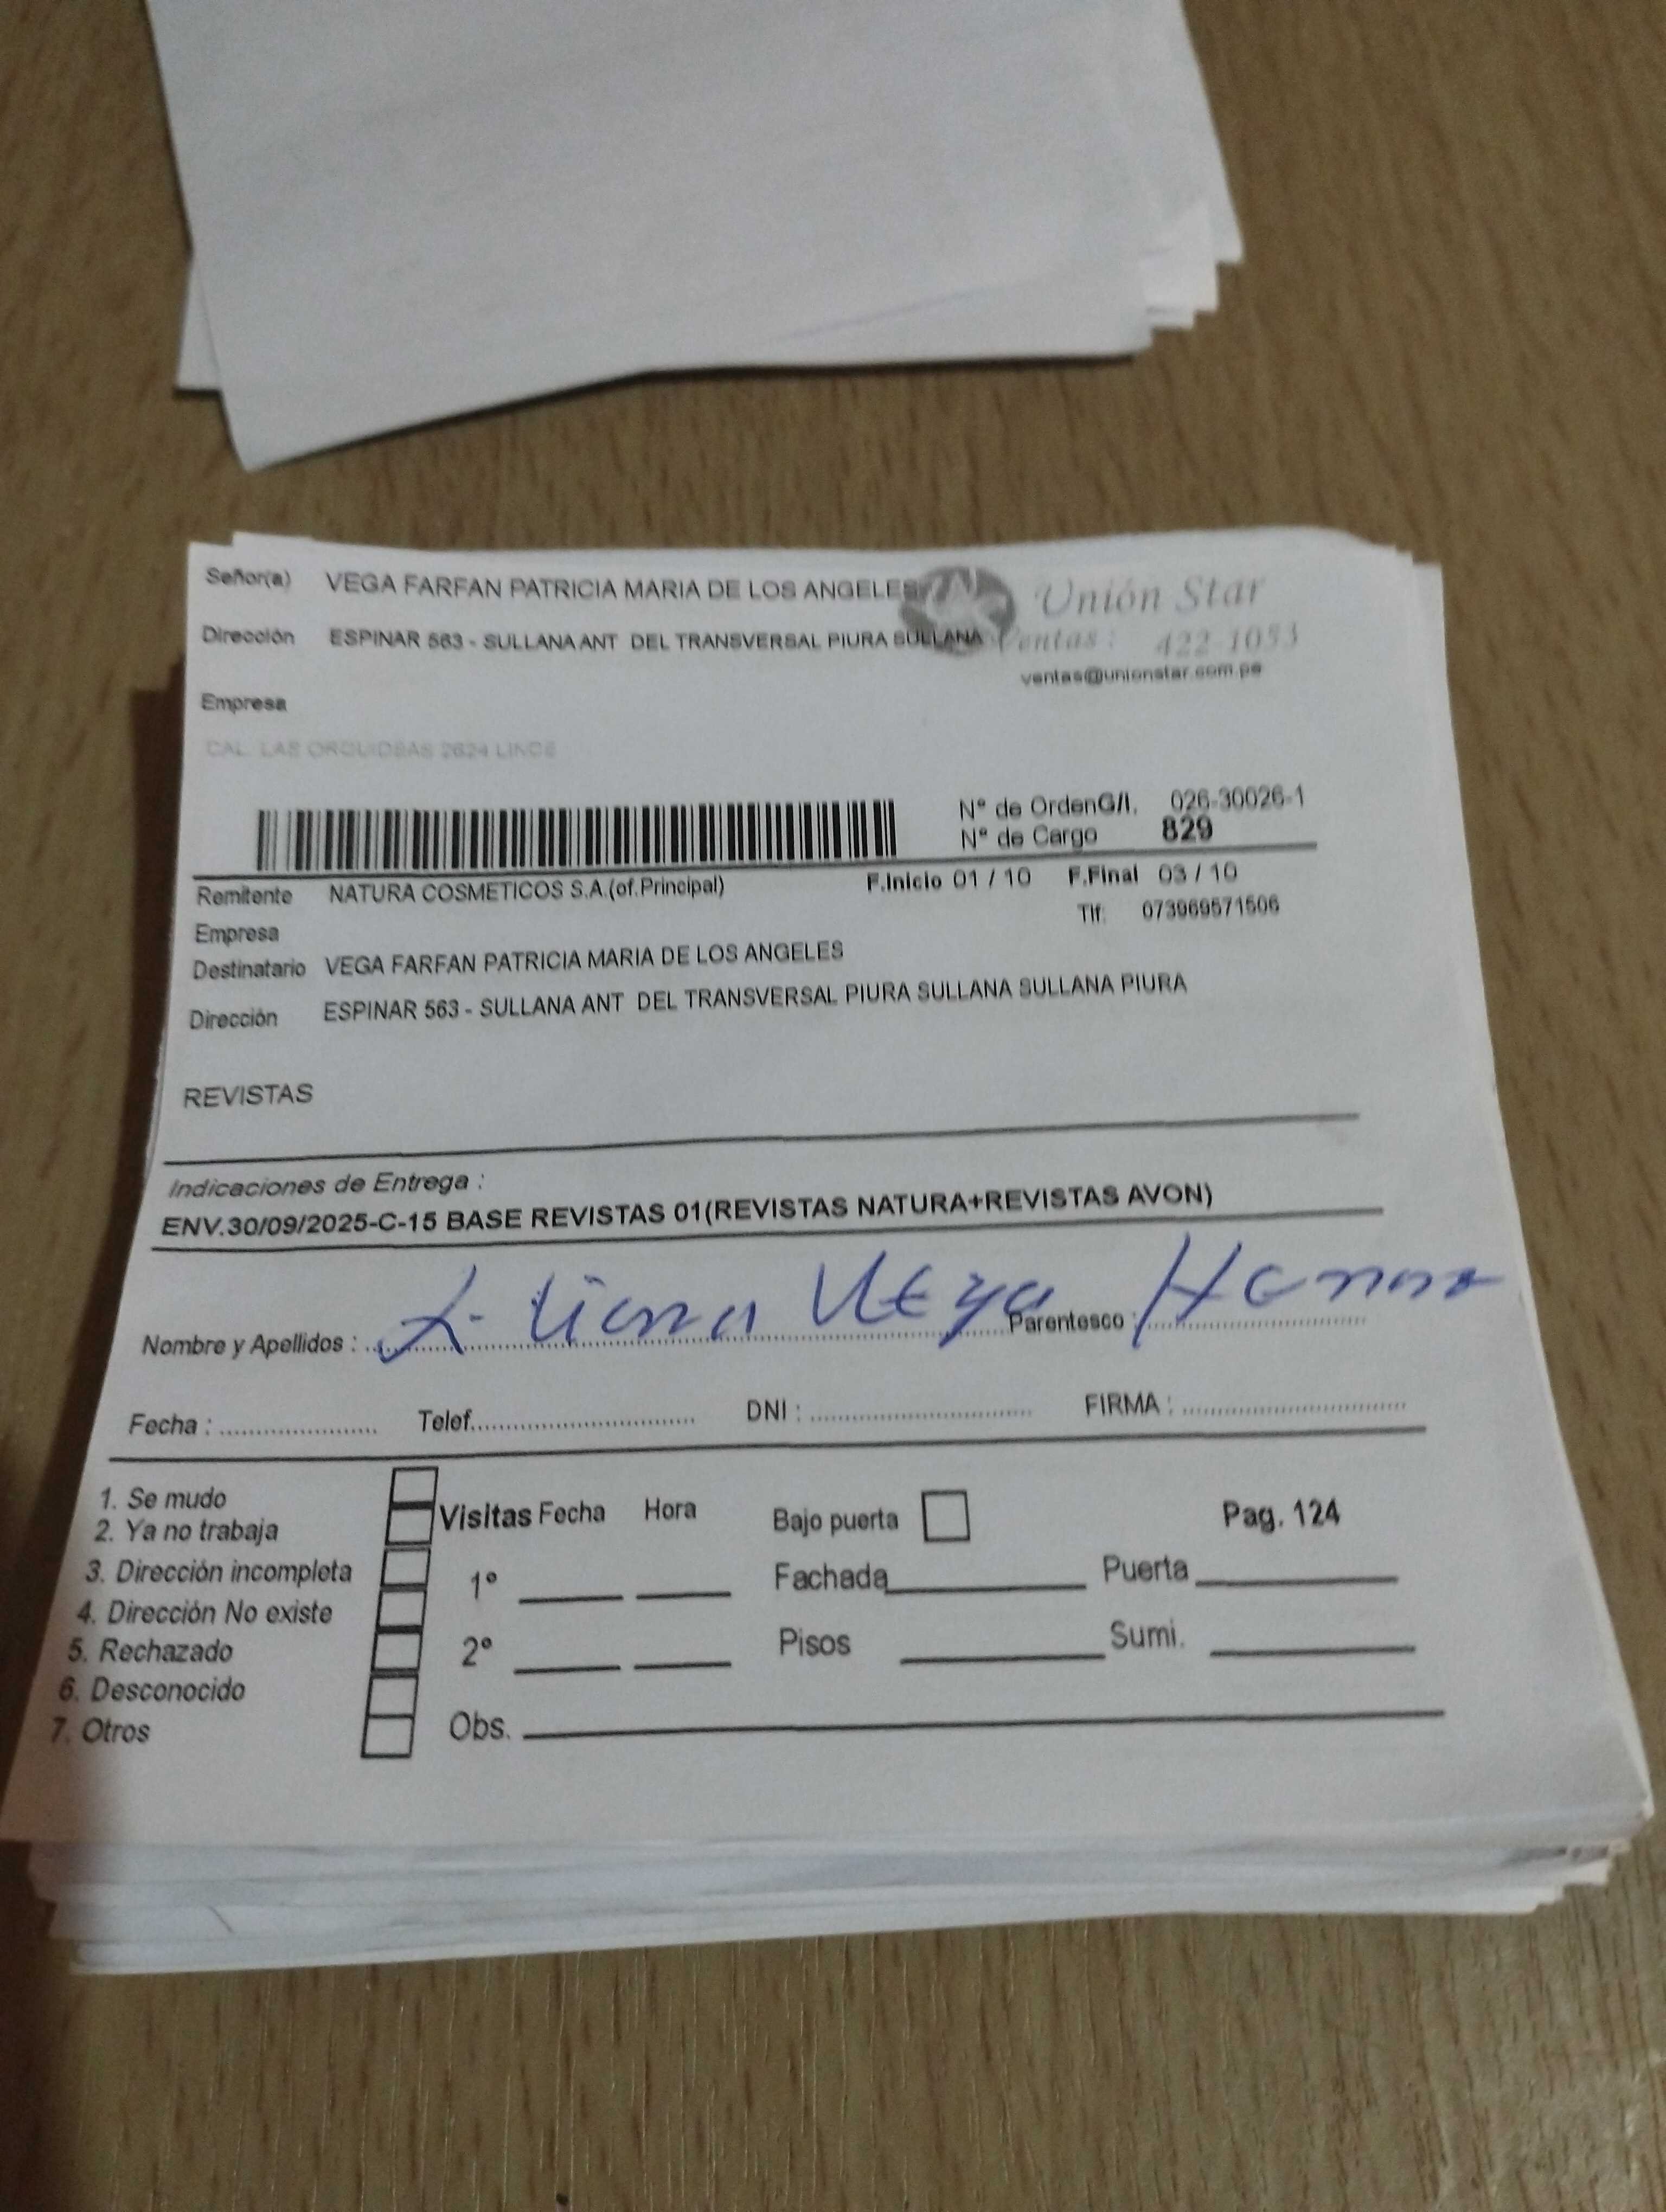 Señor(a) VEGA FARFAN PATRICIA MARIA DE LOS ANGELES Unión Star
Dirección ESPINAR 563 - SULLANA ANT DEL TRANSVERSAL PIURA SULLANA Ventas : 422-1053
ventas@unionstar.com.pe
Empresa
CAL. LAS ORQUIDEAS 2624 LINCE
Nº de Orden G/I. 026-30026-1
Nº de Cargo 829
Remitente NATURA COSMETICOS S.A.(of.Principal) F.Inicio 01 / 10 F.Final 03 / 10
Tlf: 073969571506
Empresa
Destinatario VEGA FARFAN PATRICIA MARIA DE LOS ANGELES
Dirección ESPINAR 563 - SULLANA ANT DEL TRANSVERSAL PIURA SULLANA SULLANA PIURA
REVISTAS
Indicaciones de Entrega :
ENV.30/09/2025-C-15 BASE REVISTAS 01(REVISTAS NATURA+REVISTAS AVON)
Nombre y Apellidos : Vega Parentesco :
Fecha : Telef. DNI : FIRMA :
1. Se mudo Visitas Fecha Hora Bajo puerta Pag. 124
2. Ya no trabaja
3. Dirección incompleta 1º Fachada Puerta
4. Dirección No existe
5. Rechazado 2º Pisos Sumi.
6. Desconocido
7. Otros Obs.